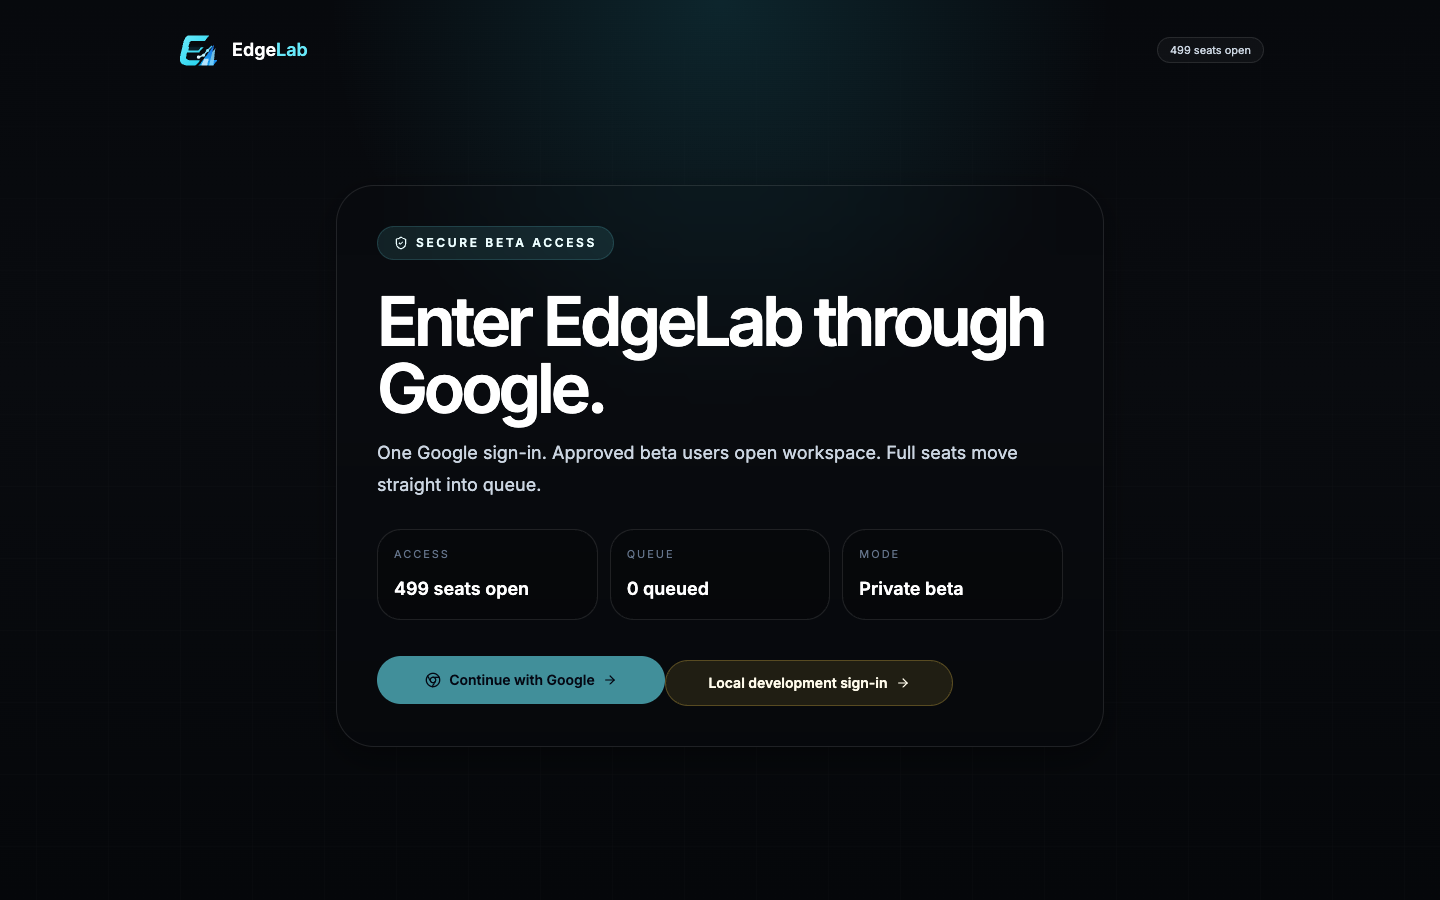 EdgeLab
499 seats open
SECURE BETA ACCESS
Enter EdgeLab through
Google.
One Google sign-in. Approved beta users open workspace. Full seats move
straight into queue.
ACCESS
499 seats open
QUEUE
0 queued
MODE
Private beta
Continue with Google →
Local development sign-in →